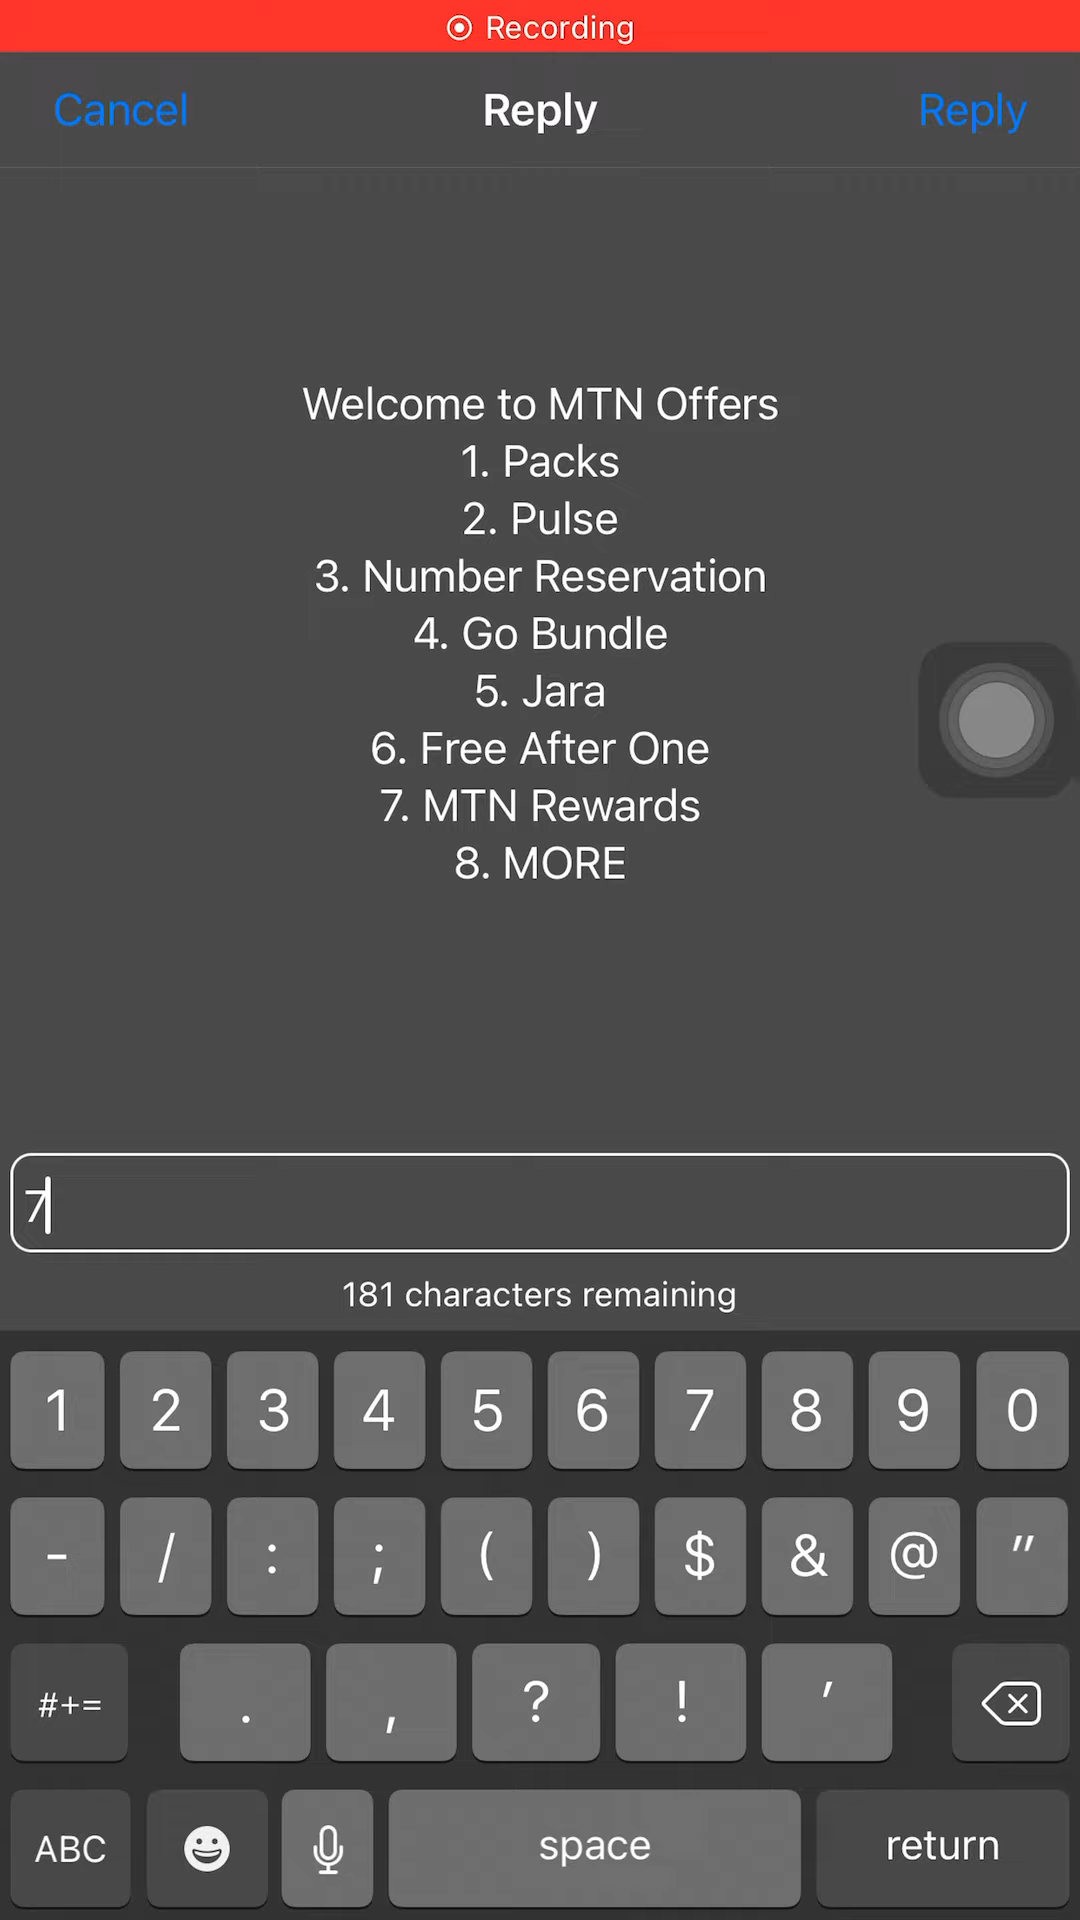 Recording
Cancel Reply Reply
Welcome to MTN Offers
1. Packs
2. Pulse
3. Number Reservation
4. Go Bundle
5. Jara
6. Free After One
7. MTN Rewards
8. MORE
7
181 characters remaining
1 2 3 4 5 6 7 8 9 0
- / : ; ( ) $ & @ "
#+= . , ? ! '
ABC space return